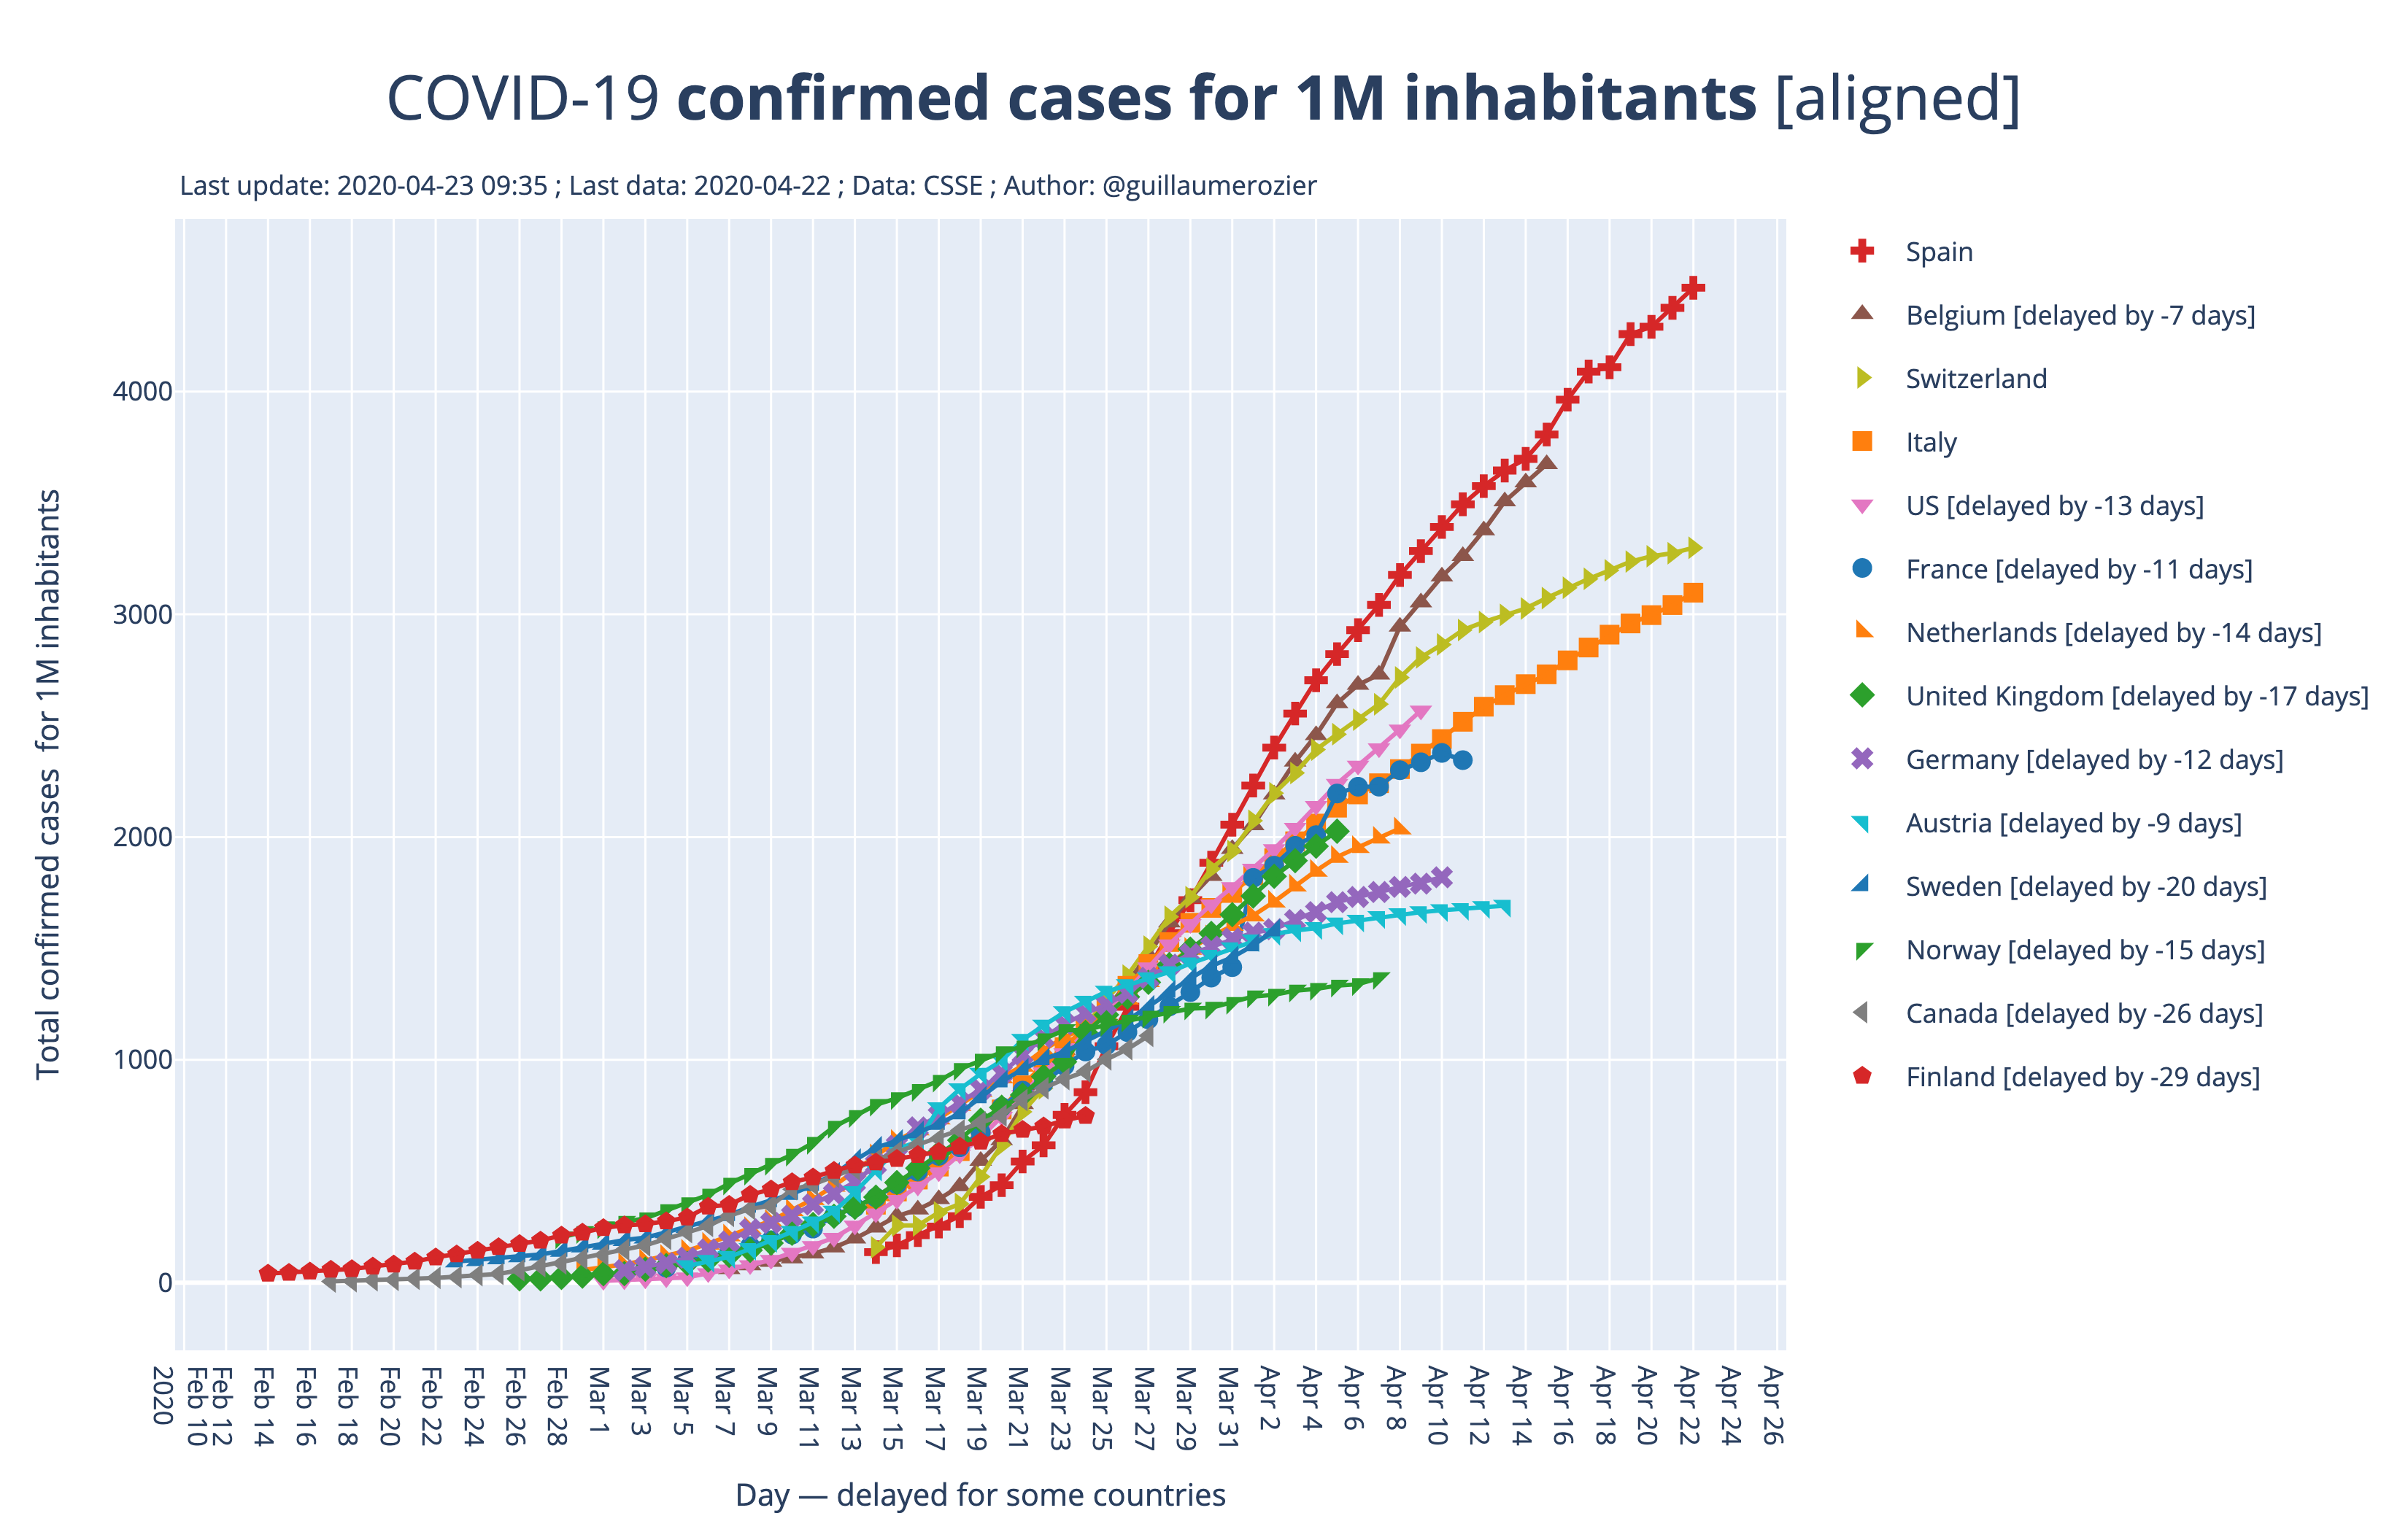 COVID-19 confirmed cases for 1M inhabitants [aligned]
Last update: 2020-04-23 09:35 ; Last data: 2020-04-22 ; Data: CSSE ; Author: @guillaumerozier
Total confirmed cases for 1M inhabitants
4000
3000
2000
1000
0
Feb 10
2020
Feb 12
Feb 14
Feb 16
Feb 18
Feb 20
Feb 22
Feb 24
Feb 26
Feb 28
Mar 1
Mar 3
Mar 5
Mar 7
Mar 9
Mar 11
Mar 13
Mar 15
Mar 17
Mar 19
Mar 21
Mar 23
Mar 25
Mar 27
Mar 29
Mar 31
Apr 2
Apr 4
Apr 6
Apr 8
Apr 10
Apr 12
Apr 14
Apr 16
Apr 18
Apr 20
Apr 22
Apr 24
Apr 26
Day — delayed for some countries
Spain
Belgium [delayed by -7 days]
Switzerland
Italy
US [delayed by -13 days]
France [delayed by -11 days]
Netherlands [delayed by -14 days]
United Kingdom [delayed by -17 days]
Germany [delayed by -12 days]
Austria [delayed by -9 days]
Sweden [delayed by -20 days]
Norway [delayed by -15 days]
Canada [delayed by -26 days]
Finland [delayed by -29 days]